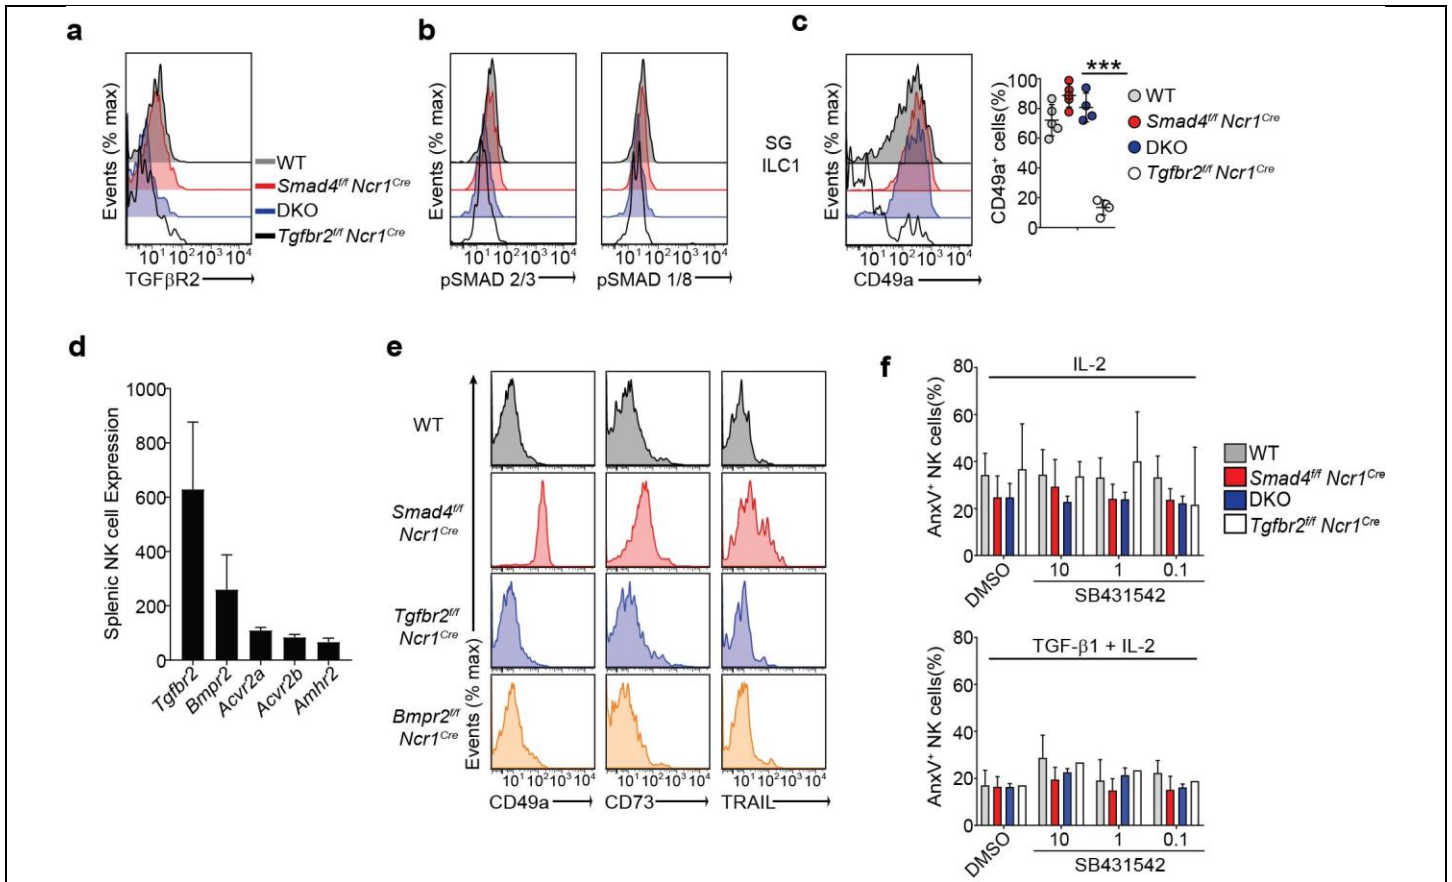 a
Events (% max)
10¹ 10² 10³ 10⁴
TGFβR2
WT
Smad4f/f Ncr1Cre
DKO
Tgfbr2f/f Ncr1Cre
b
Events (% max)
10¹ 10² 10³ 10⁴
pSMAD 2/3
10¹ 10² 10³ 10⁴
pSMAD 1/8
c
SG
ILC1
Events (% max)
10¹ 10² 10³ 10⁴
CD49a
CD49a⁺ cells(%)
100
80
60
40
20
0
***
WT
Smad4f/f Ncr1Cre
DKO
Tgfbr2f/f Ncr1Cre
d
Splenic NK cell Expression
1000
800
600
400
200
0
Tgfbr2
Bmpr2
Acvr2a
Acvr2b
Amhr2
e
WT
Smad4f/f
Ncr1Cre
Tgfbr2f/f
Ncr1Cre
Bmpr2f/f
Ncr1Cre
Events (% max)
10¹ 10² 10³ 10⁴
CD49a
10¹ 10² 10³ 10⁴
CD73
10¹ 10² 10³ 10⁴
TRAIL
f
AnxV⁺ NK cells(%)
80
60
40
20
0
IL-2
DMSO
10 1 0.1
SB431542
WT
Smad4f/f Ncr1Cre
DKO
Tgfbr2f/f Ncr1Cre
AnxV⁺ NK cells(%)
80
60
40
20
0
TGF-β1 + IL-2
DMSO
10 1 0.1
SB431542